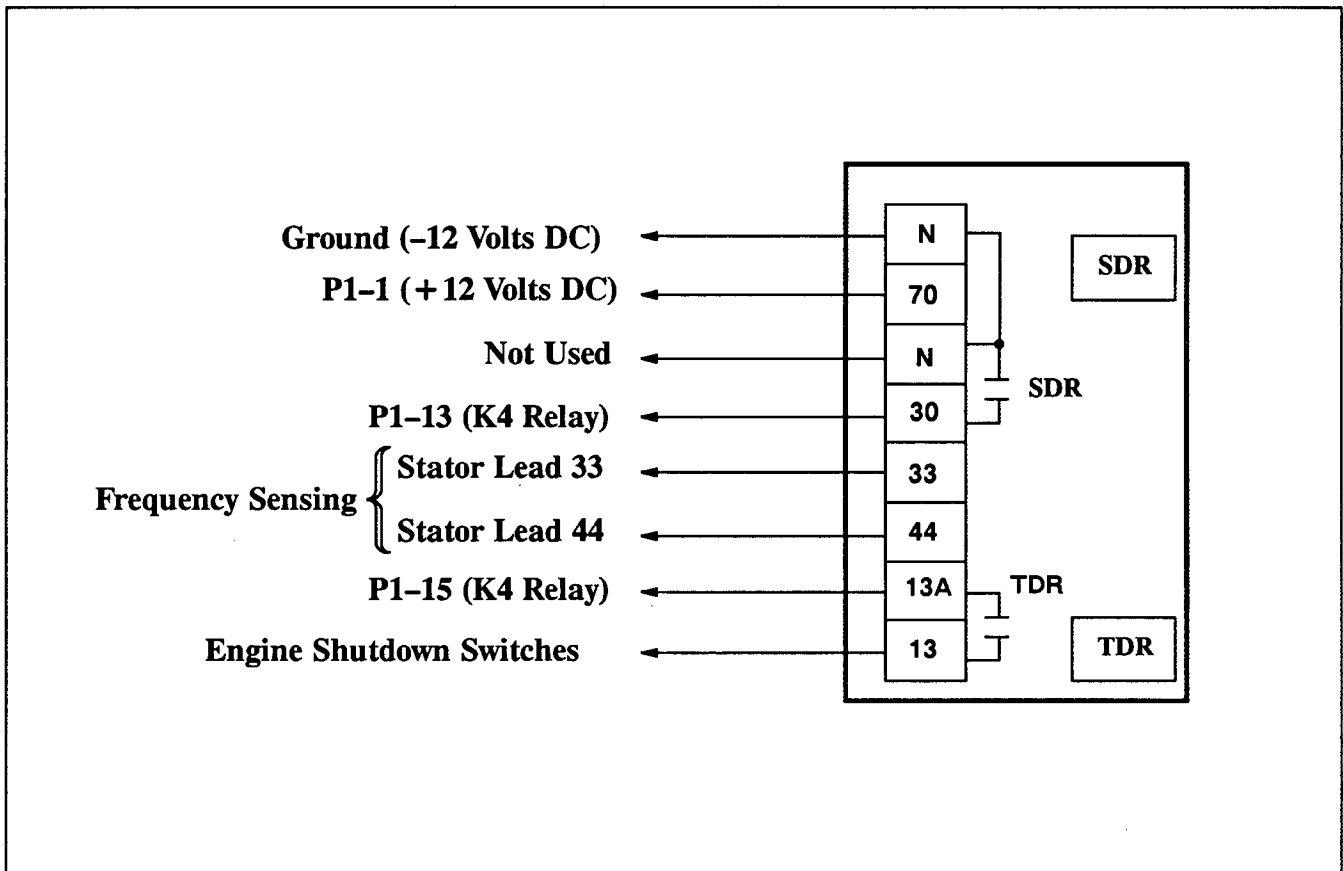 Ground (–12 Volts DC)
N
P1–1 (+12 Volts DC)
70
SDR
Not Used
N
SDR
P1–13 (K4 Relay)
30
Frequency Sensing
Stator Lead 33
33
Stator Lead 44
44
P1–15 (K4 Relay)
13A
TDR
Engine Shutdown Switches
13
TDR